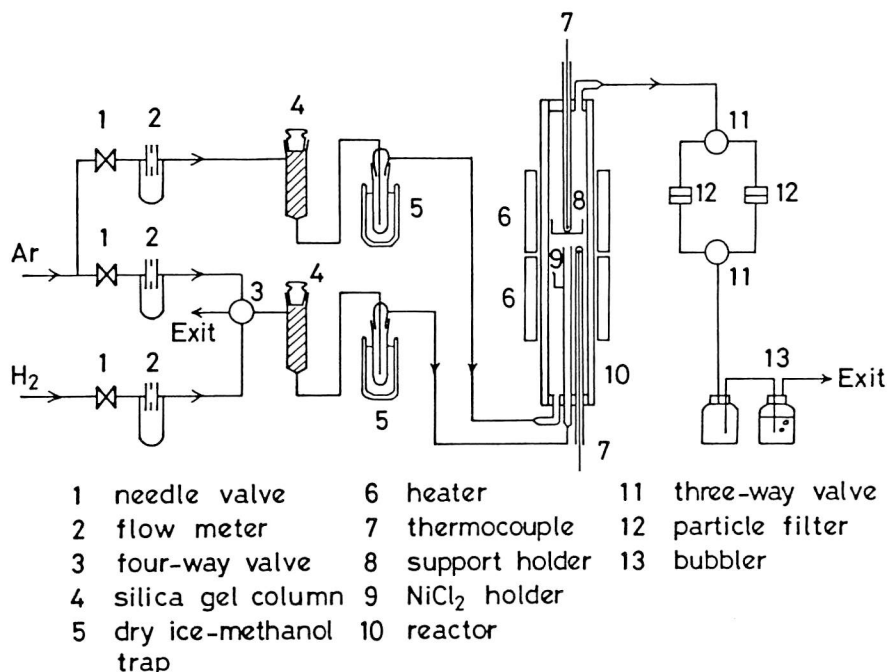 7
4
1 2
11
5
6 8
12 12
Ar
1 2
9
4
3
11
Exit
6
H₂
1 2
10
13
Exit
5
7
1 needle valve
2 flow meter
3 four-way valve
4 silica gel column
5 dry ice-methanol
trap
6 heater
7 thermocouple
8 support holder
9 NiCl₂ holder
10 reactor
11 three-way valve
12 particle filter
13 bubbler